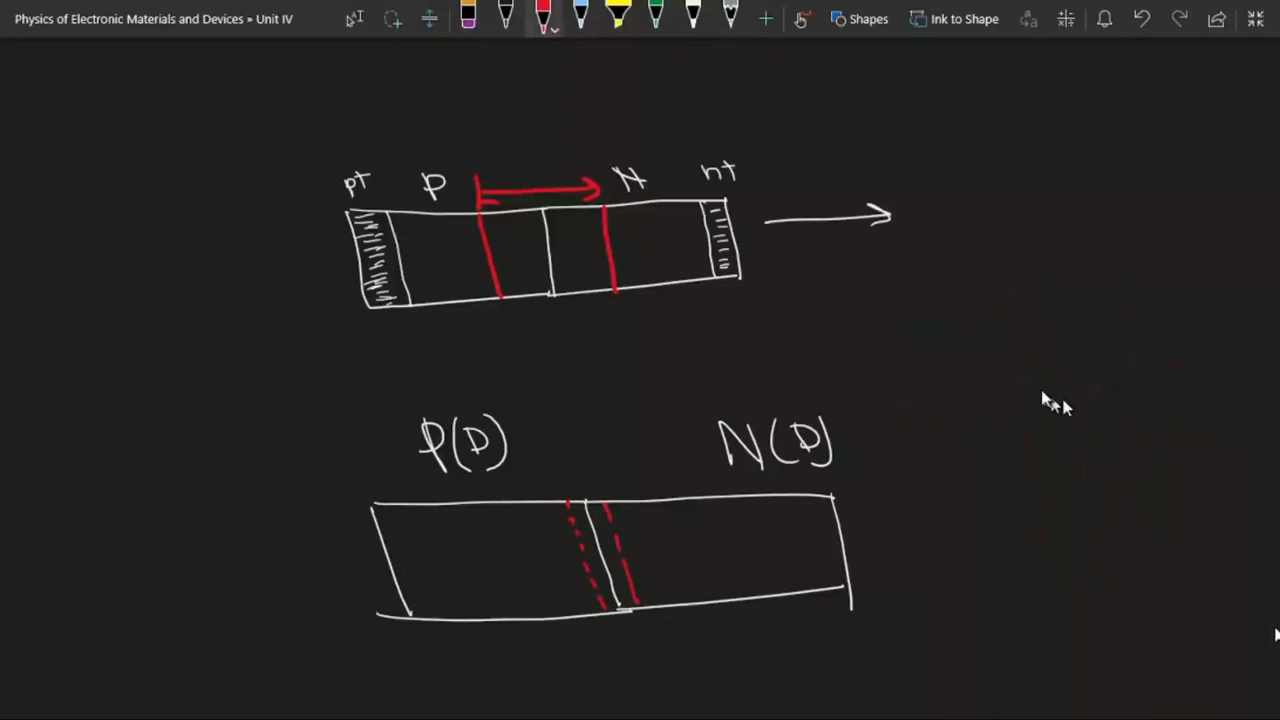 Physics of Electronic Materials and Devices » Unit IV
Shapes
Ink to Shape
p+ P N n+
P(D) N(D)